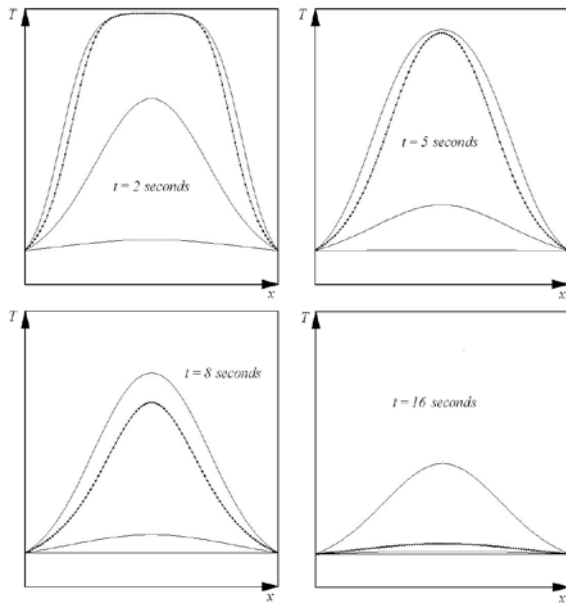 T
t = 2 seconds
x
T
t = 5 seconds
x
T
t = 8 seconds
x
T
t = 16 seconds
x